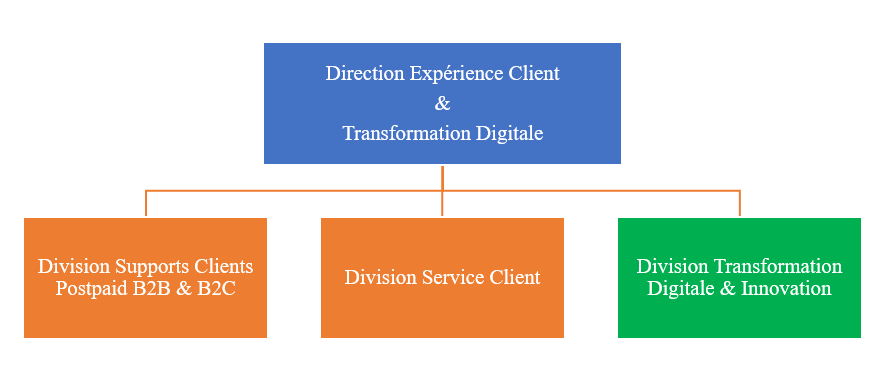 Direction Expérience Client
&
Transformation Digitale
Division Supports Clients
Postpaid B2B & B2C
Division Service Client
Division Transformation
Digitale & Innovation